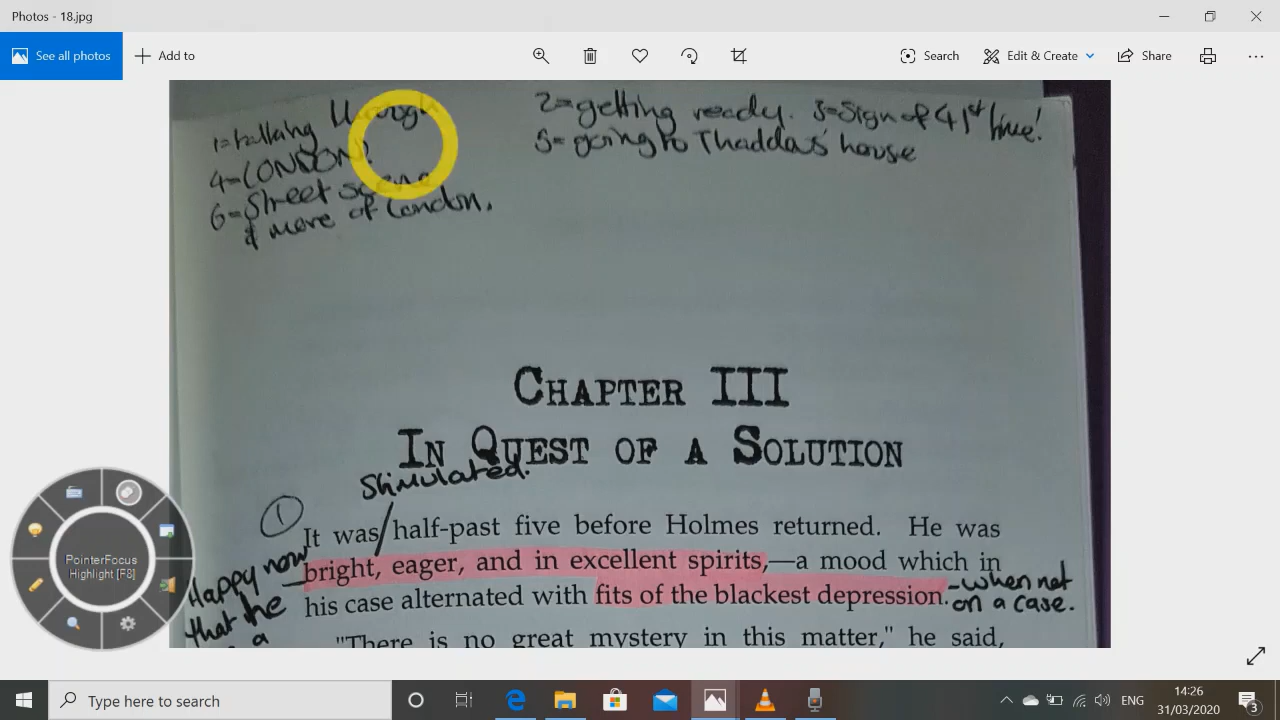 Photos - 18.jpg
See all photos
Add to
Search
Edit & Create
Share
1=talking through
4=LONDON!
6=Street scene
& more of London.
2=getting ready. 3=Sign of 4 1st time!
5=going to Thaddas' house
CHAPTER III
IN QUEST OF A SOLUTION
Stimulated.
1
It was half-past five before Holmes returned. He was
bright, eager, and in excellent spirits,—a mood which in
his case alternated with fits of the blackest depression.
-when not
on a case.
Happy now
that he
a
"There is no great mystery in this matter," he said,
PointerFocus
Highlight [F8]
Type here to search
ENG
14:26
31/03/2020
3